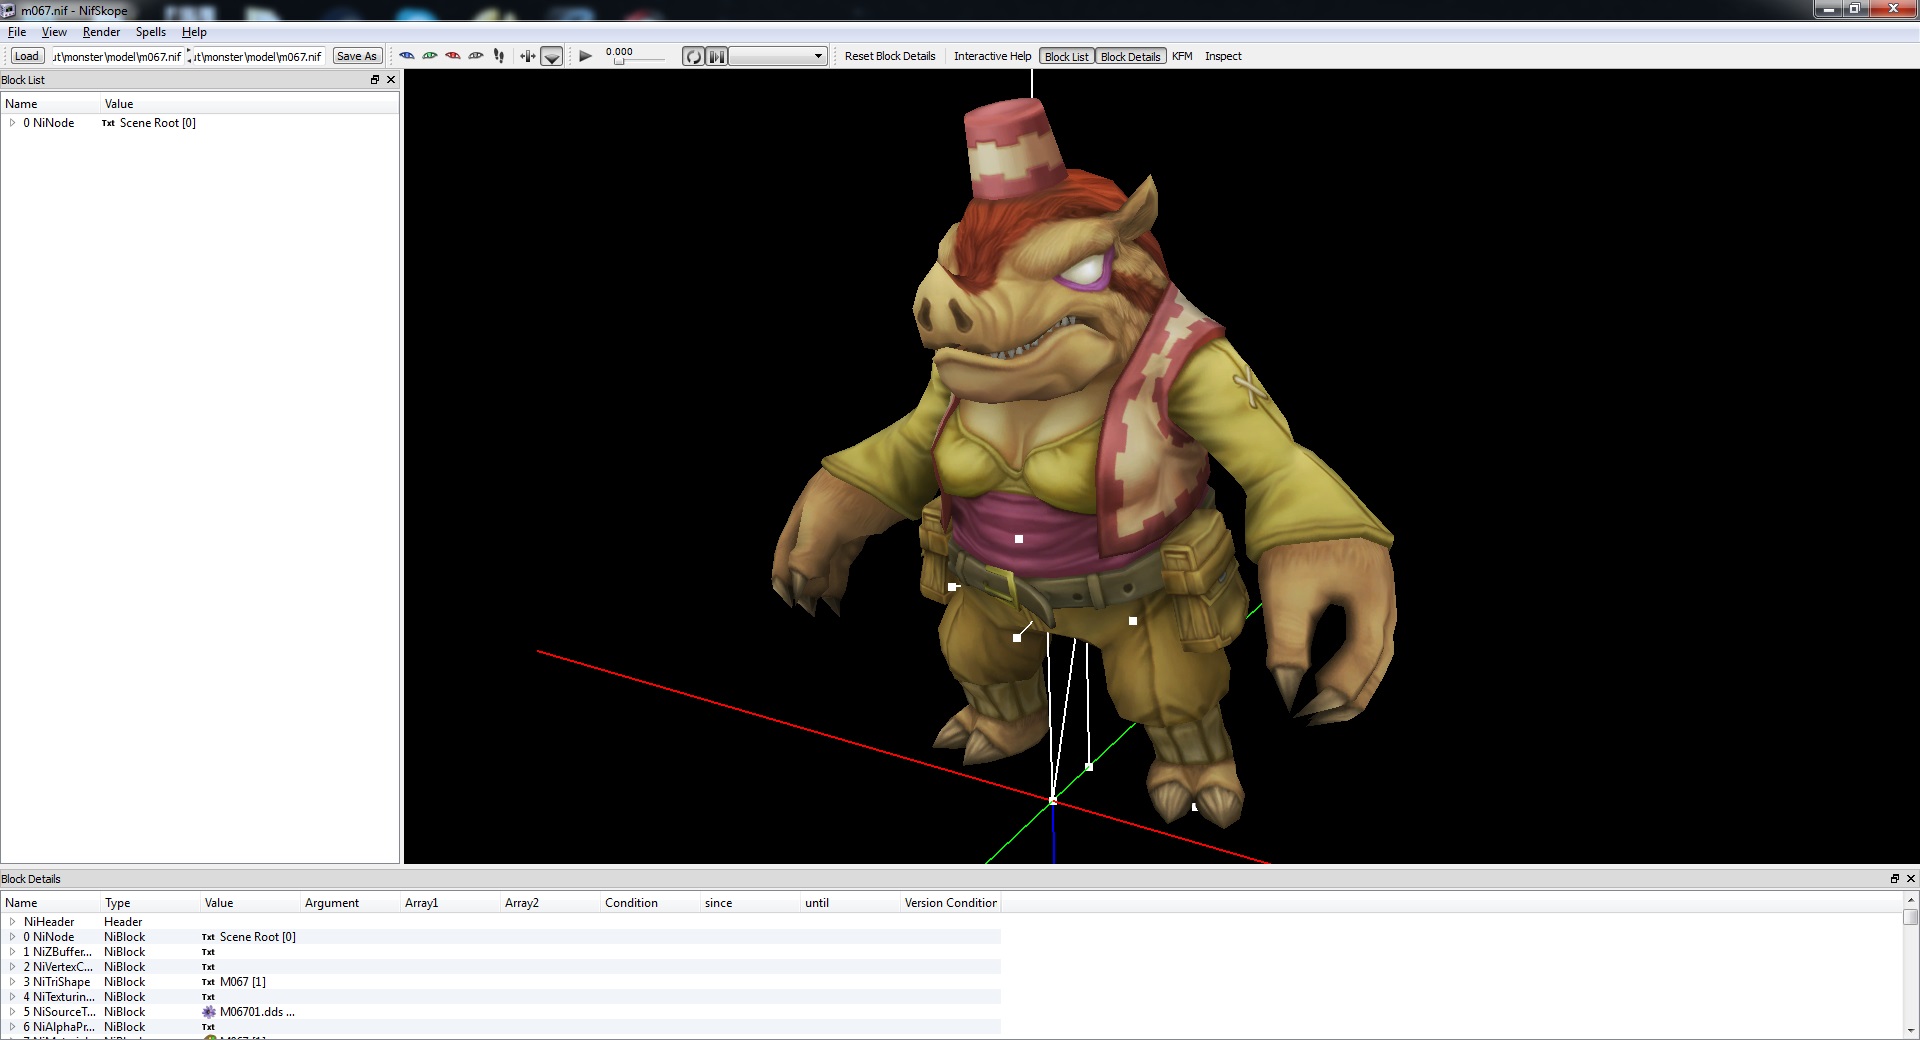 m067.nif - NifSkope
File View Render Spells Help
Load ut\monster\model\m067.nif ut\monster\model\m067.nif Save As 0.000 Reset Block Details Interactive Help Block List Block Details KFM Inspect
Block List
Name Value
0 NiNode Txt Scene Root [0]
Block Details
Name Type Value Argument Array1 Array2 Condition since until Version Condition
NiHeader Header
0 NiNode NiBlock Txt Scene Root [0]
1 NiZBuffer... NiBlock Txt
2 NiVertexC... NiBlock Txt
3 NiTriShape NiBlock Txt M067 [1]
4 NiTexturin... NiBlock Txt
5 NiSourceT... NiBlock M06701.dds ...
6 NiAlphaPr... NiBlock Txt